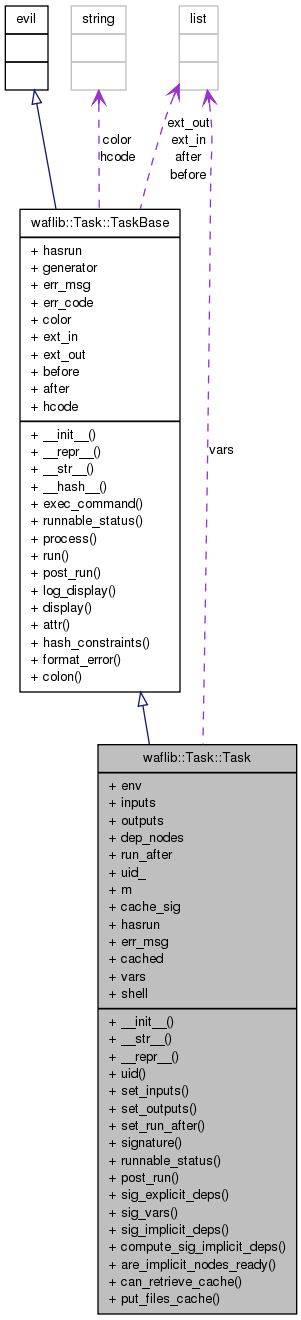 evil
string
list
color
hcode
ext_out
ext_in
after
before
waflib::Task::TaskBase
+ hasrun
+ generator
+ err_msg
+ err_code
+ color
+ ext_in
+ ext_out
+ before
+ after
+ hcode
+ __init__()
+ __repr__()
+ __str__()
+ __hash__()
+ exec_command()
+ runnable_status()
+ process()
+ run()
+ post_run()
+ log_display()
+ display()
+ attr()
+ hash_constraints()
+ format_error()
+ colon()
vars
waflib::Task::Task
+ env
+ inputs
+ outputs
+ dep_nodes
+ run_after
+ uid_
+ m
+ cache_sig
+ hasrun
+ err_msg
+ cached
+ vars
+ shell
+ __init__()
+ __str__()
+ __repr__()
+ uid()
+ set_inputs()
+ set_outputs()
+ set_run_after()
+ signature()
+ runnable_status()
+ post_run()
+ sig_explicit_deps()
+ sig_vars()
+ sig_implicit_deps()
+ compute_sig_implicit_deps()
+ are_implicit_nodes_ready()
+ can_retrieve_cache()
+ put_files_cache()